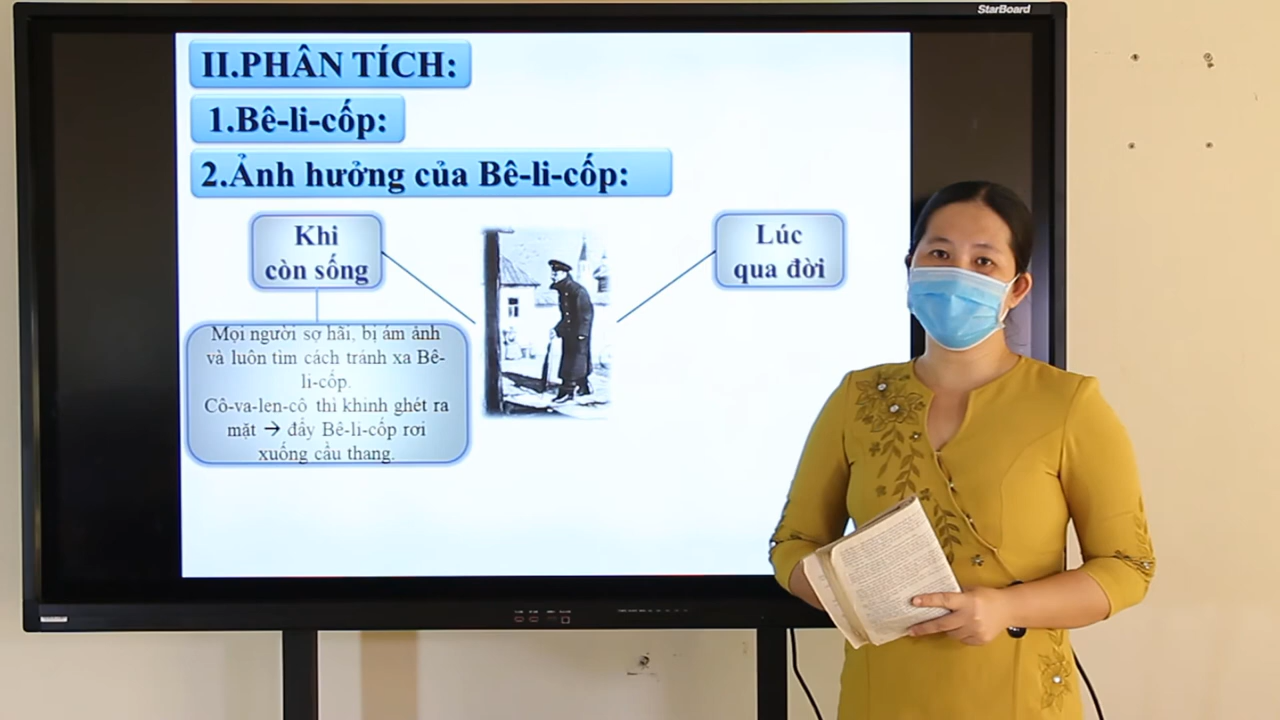 StarBoard
II.PHÂN TÍCH:
1.Bê-li-cốp:
2.Ảnh hưởng của Bê-li-cốp:
Khi
còn sống
Lúc
qua đời
Mọi người sợ hãi, bị ám ảnh
và luôn tìm cách trảnh xa Bê-
li-cốp.
Cô-va-len-cô thì khinh ghét ra
mặt → đẩy Bê-li-cốp rơi
xuống cầu thang.